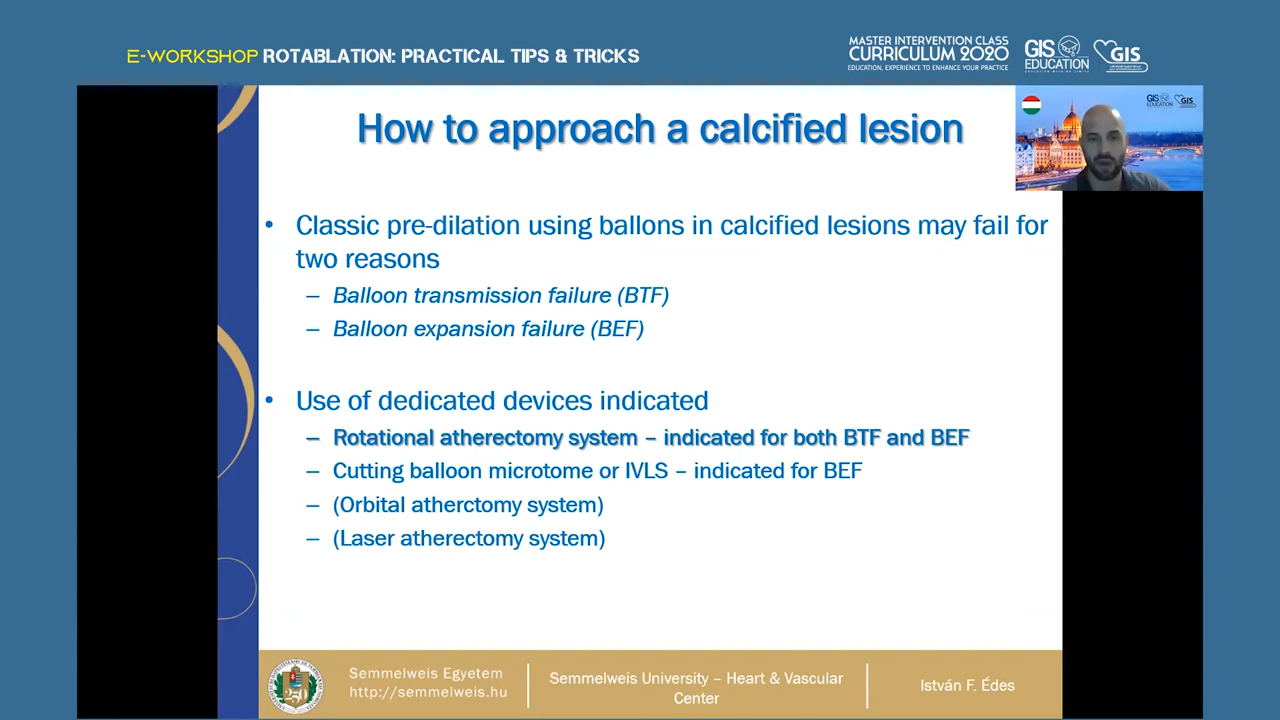 E-WORKSHOP ROTABLATION: PRACTICAL TIPS & TRICKS
MASTER INTERVENTION CLASS
CURRICULUM 2020
EDUCATION, EXPERIENCE TO ENHANCE YOUR PRACTICE
GIS
EDUCATION
GIS
How to approach a calcified lesion
• Classic pre-dilation using ballons in calcified lesions may fail for
two reasons
– Balloon transmission failure (BTF)
– Balloon expansion failure (BEF)
• Use of dedicated devices indicated
– Rotational atherectomy system – indicated for both BTF and BEF
– Cutting balloon microtome or IVLS – indicated for BEF
– (Orbital atherctomy system)
– (Laser atherectomy system)
250
Semmelweis Egyetem
http://semmelweis.hu
Semmelweis University – Heart & Vascular
Center
István F. Édes